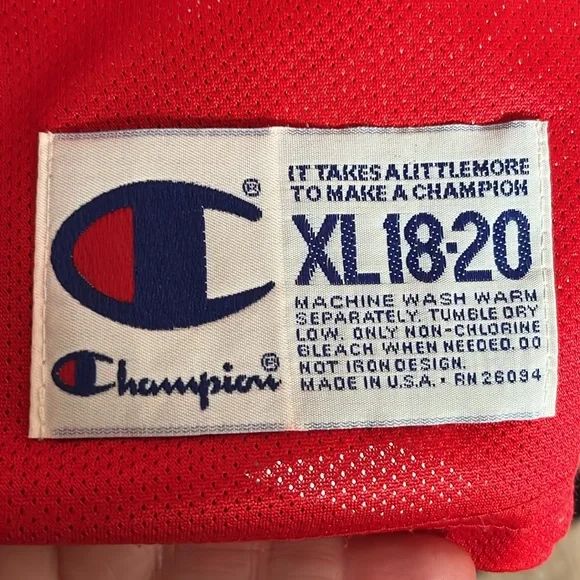 ®
Champion®
IT TAKES A LITTLE MORE
TO MAKE A CHAMPION
XL 18-20
MACHINE WASH WARM
SEPARATELY. TUMBLE DRY
LOW. ONLY NON-CHLORINE
BLEACH WHEN NEEDED. DO
NOT IRON DESIGN.
MADE IN U.S.A. • RN 26094